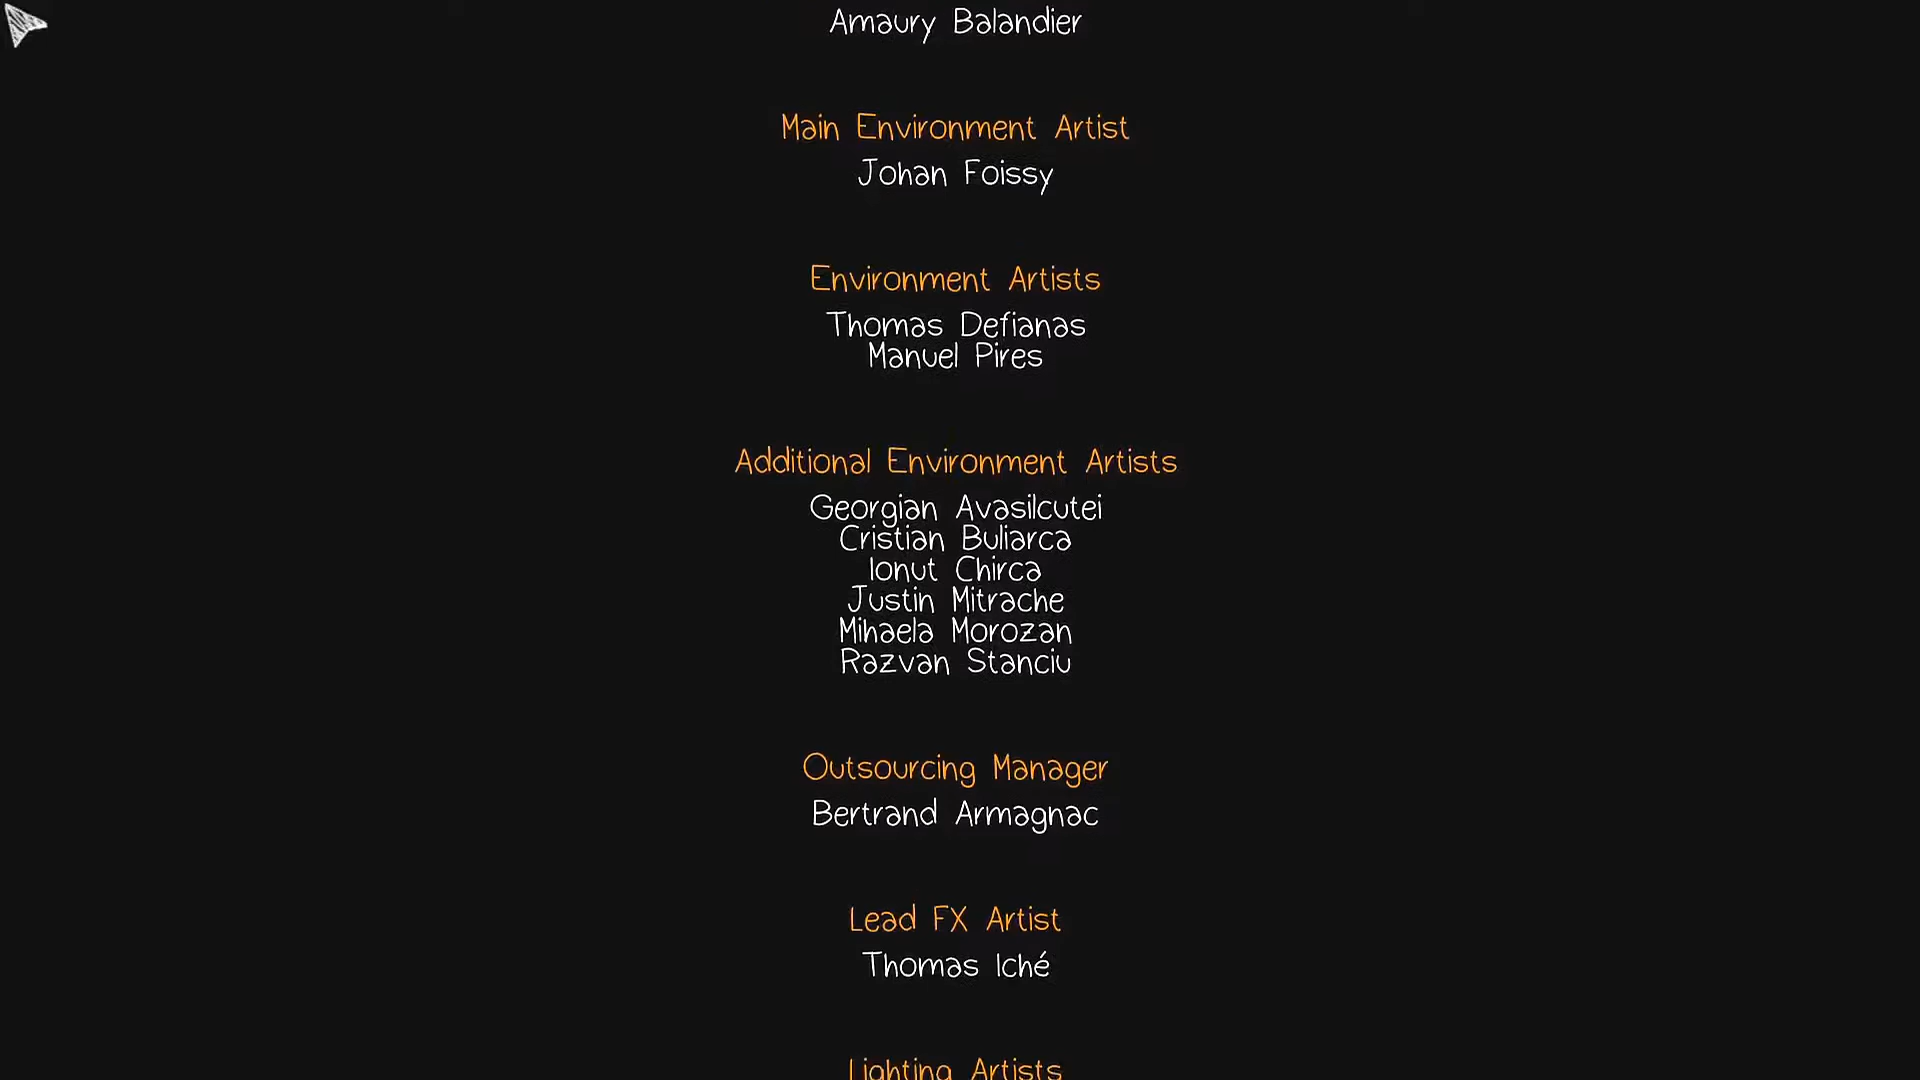 Amaury Balandier
Main Environment Artist
Johan Foissy
Environment Artists
Thomas Defianas
Manuel Pires
Additional Environment Artists
Georgian Avasilcutei
Cristian Buliarca
Ionut Chirca
Justin Mitrache
Mihaela Morozan
Razvan Stanciu
Outsourcing Manager
Bertrand Armagnac
Lead FX Artist
Thomas Iché
Lighting Artists